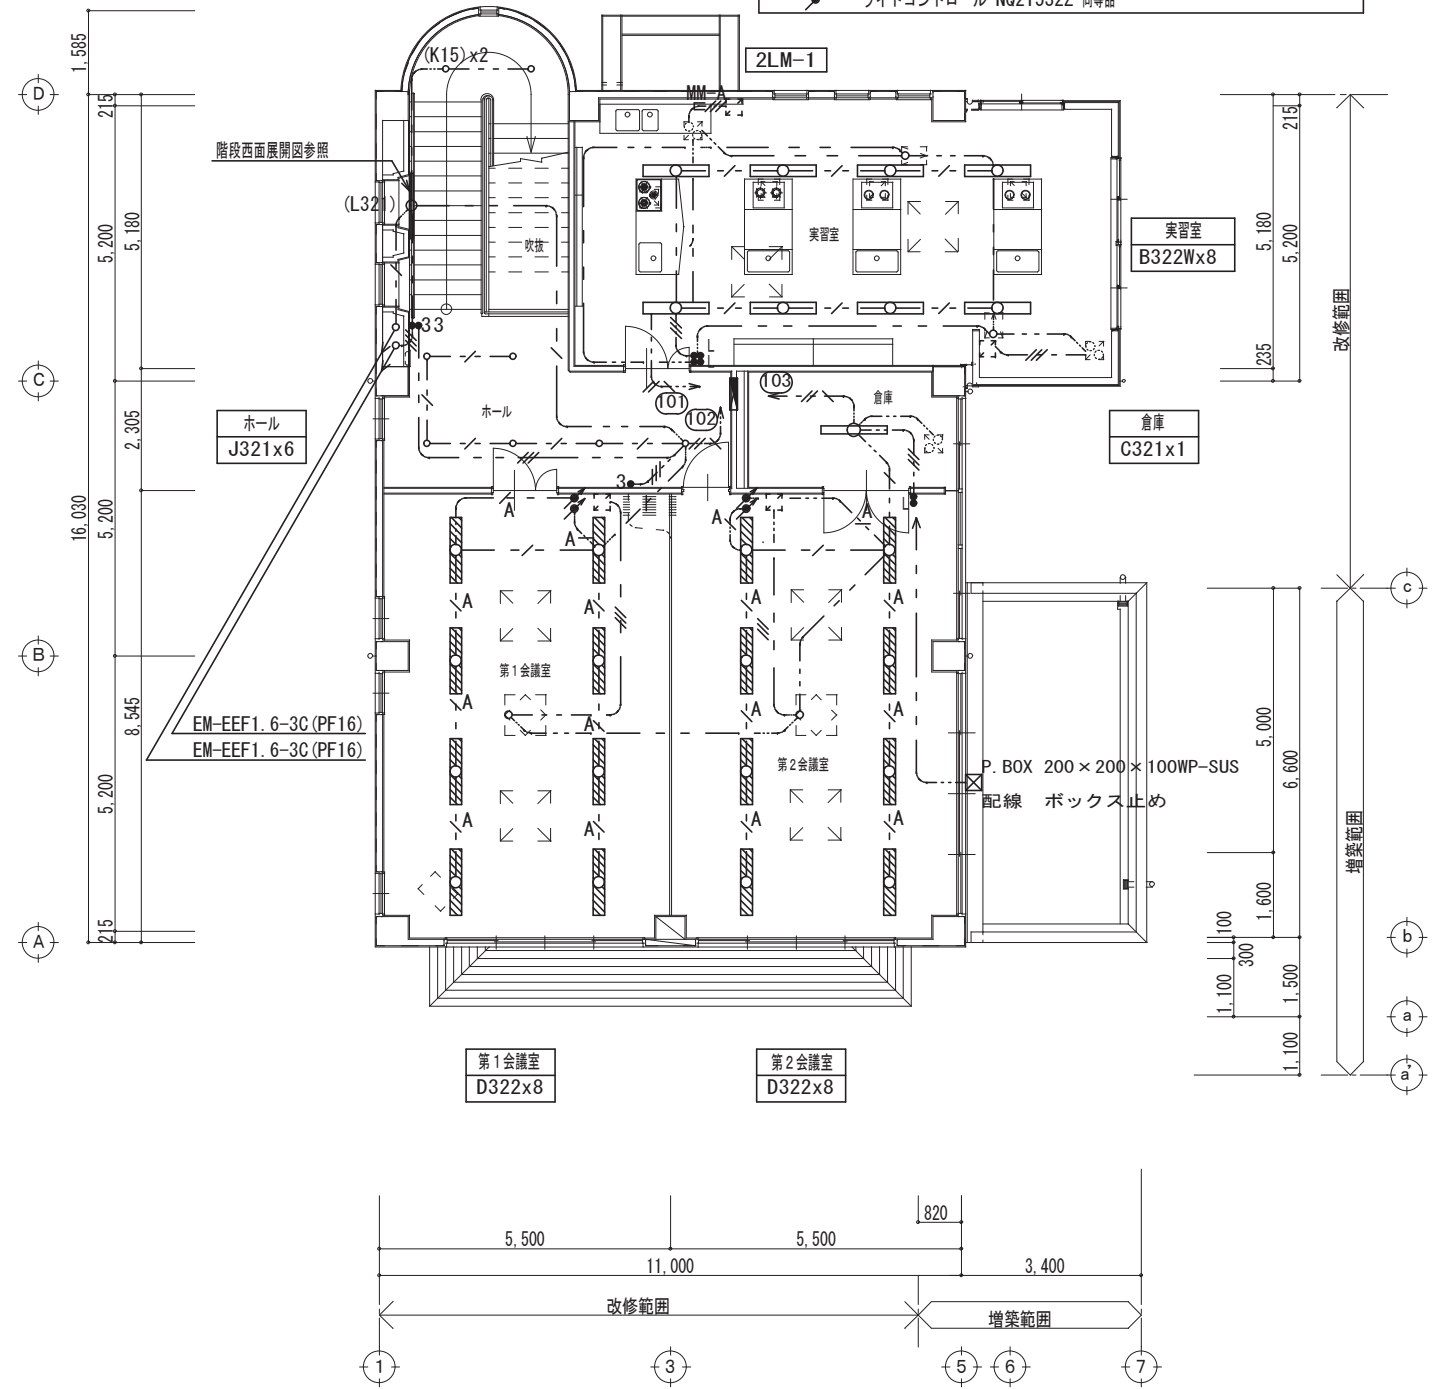 ライトコントロール NQ21532Z 同等品
2LM-1
(K15)x2
MM-A
1,585
D
215
階段西面展開図参照
(L321)
吹抜
実習室
実習室
B322Wx8
5,180
5,200
215
5,180
5,200
改修範囲
33
235
C
L
103
101
102
倉庫
ホール
ホール
J321x6
倉庫
C321x1
2,305
16,030
5,200
3
L
A
A
A
A
A
A
A
A
c
B
第1会議室
8,545
A
A
A
A
EM-EEF1.6-3C(PF16)
EM-EEF1.6-3C(PF16)
第2会議室
P.BOX 200×200×100WP-SUS
配線 ボックス止め
5,000
6,600
5,200
A
A
A
A
増築範囲
1,600
215
A
100
300
b
1,100
1,500
a
1,100
a'
第1会議室
D322x8
第2会議室
D322x8
820
5,500
5,500
11,000
3,400
改修範囲
増築範囲
1
3
5
6
7